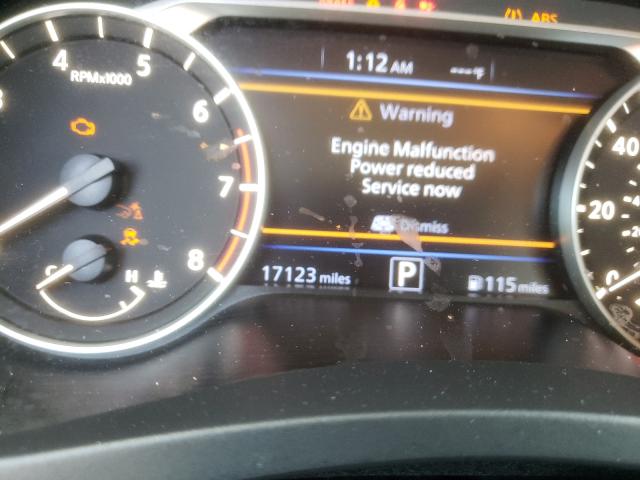 ABS
4
5
RPMx1000
6
7
8
C
H
1:12 AM
---°F
Warning
Engine Malfunction
Power reduced
Service now
Dismiss
17123 miles
P
115 miles
40
20
0